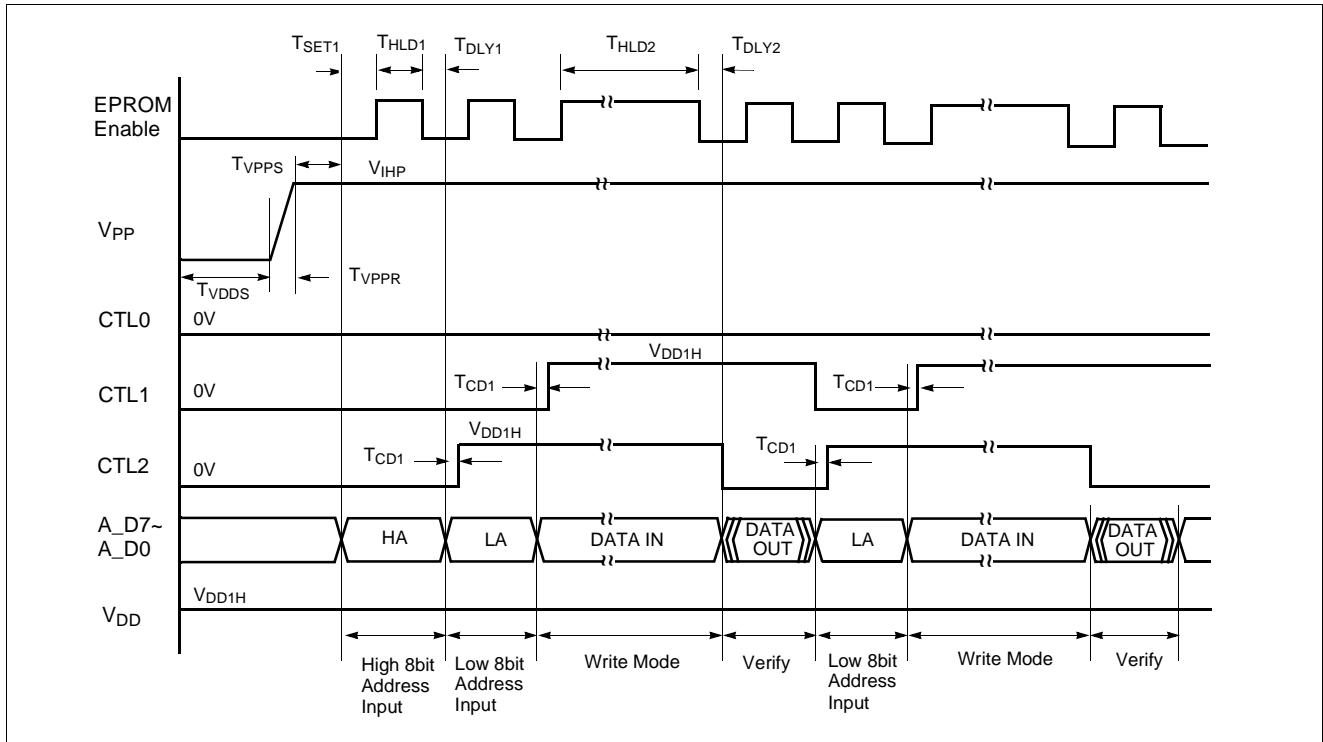 TSET1 THLD1 TDLY1 THLD2 TDLY2
EPROM
Enable
TVPPS VIHP
VPP
TVDDS TVPPR
CTL0 0V
VDD1H
CTL1 0V TCD1 TCD1
VDD1H
CTL2 0V TCD1 TCD1
A_D7~
A_D0
HA LA DATA IN DATA
OUT LA DATA IN DATA
OUT
VDD1H
VDD
High 8bit
Address
Input
Low 8bit
Address
Input
Write Mode
Verify
Low 8bit
Address
Input
Write Mode
Verify